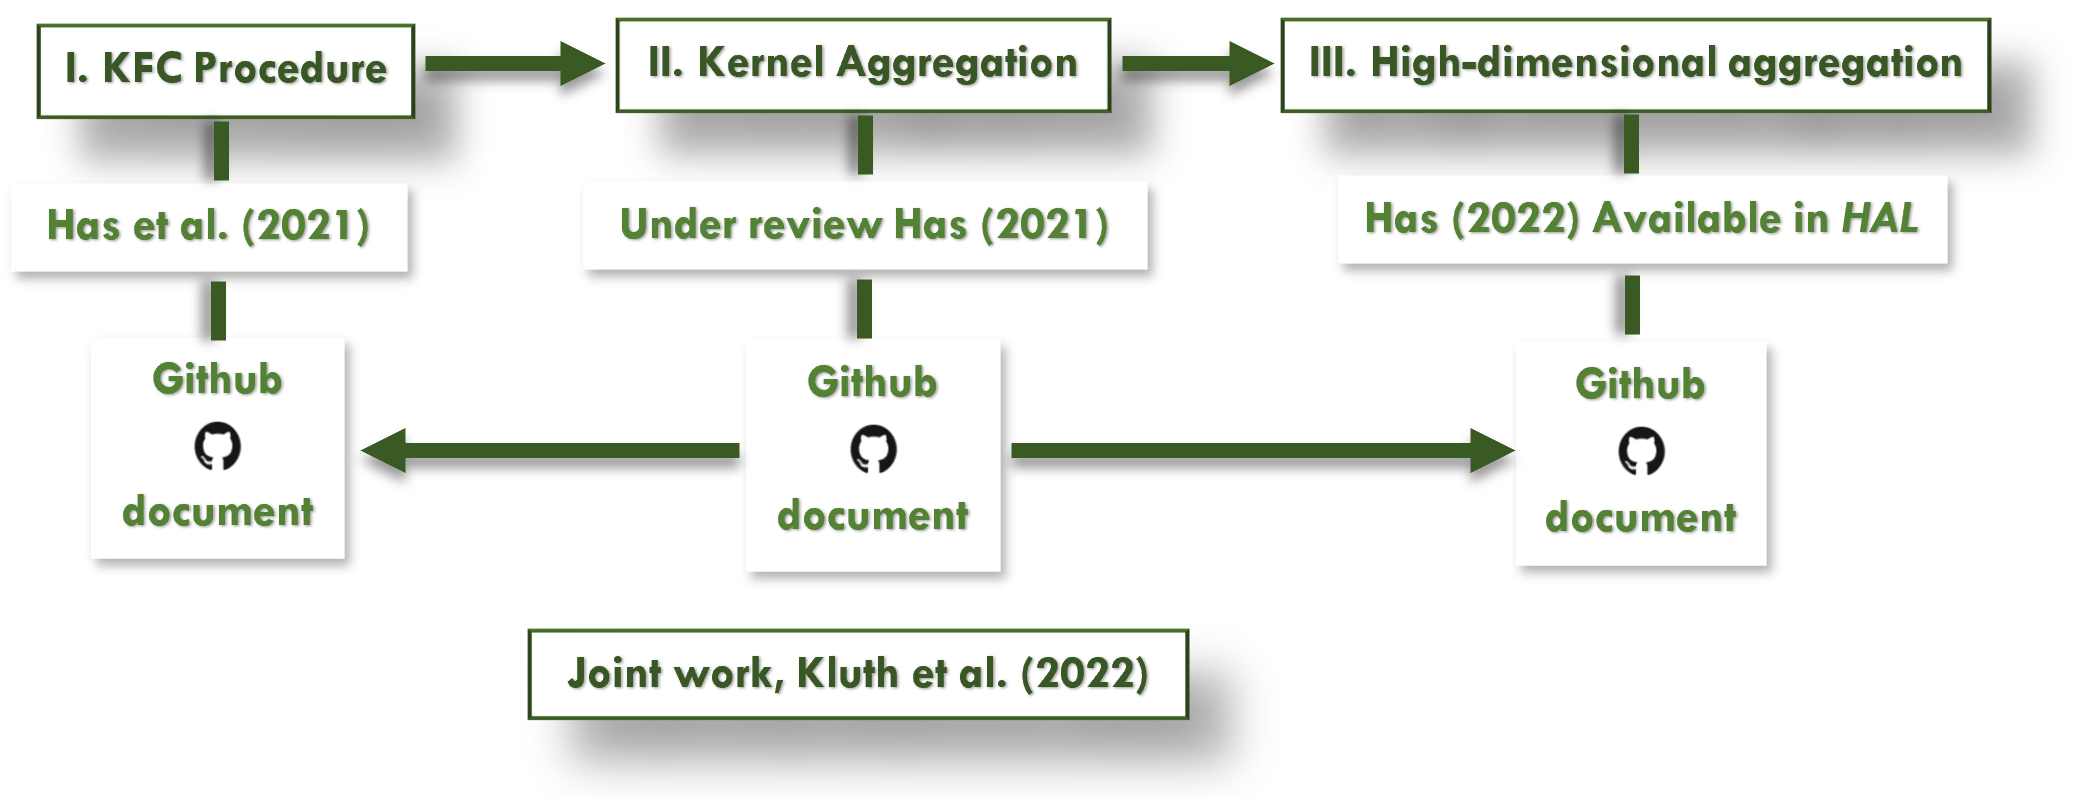 I. KFC Procedure
II. Kernel Aggregation
III. High-dimensional aggregation
Has et al. (2021)
Under review Has (2021)
Has (2022) Available in HAL
Github
document
Github
document
Github
document
Joint work, Kluth et al. (2022)